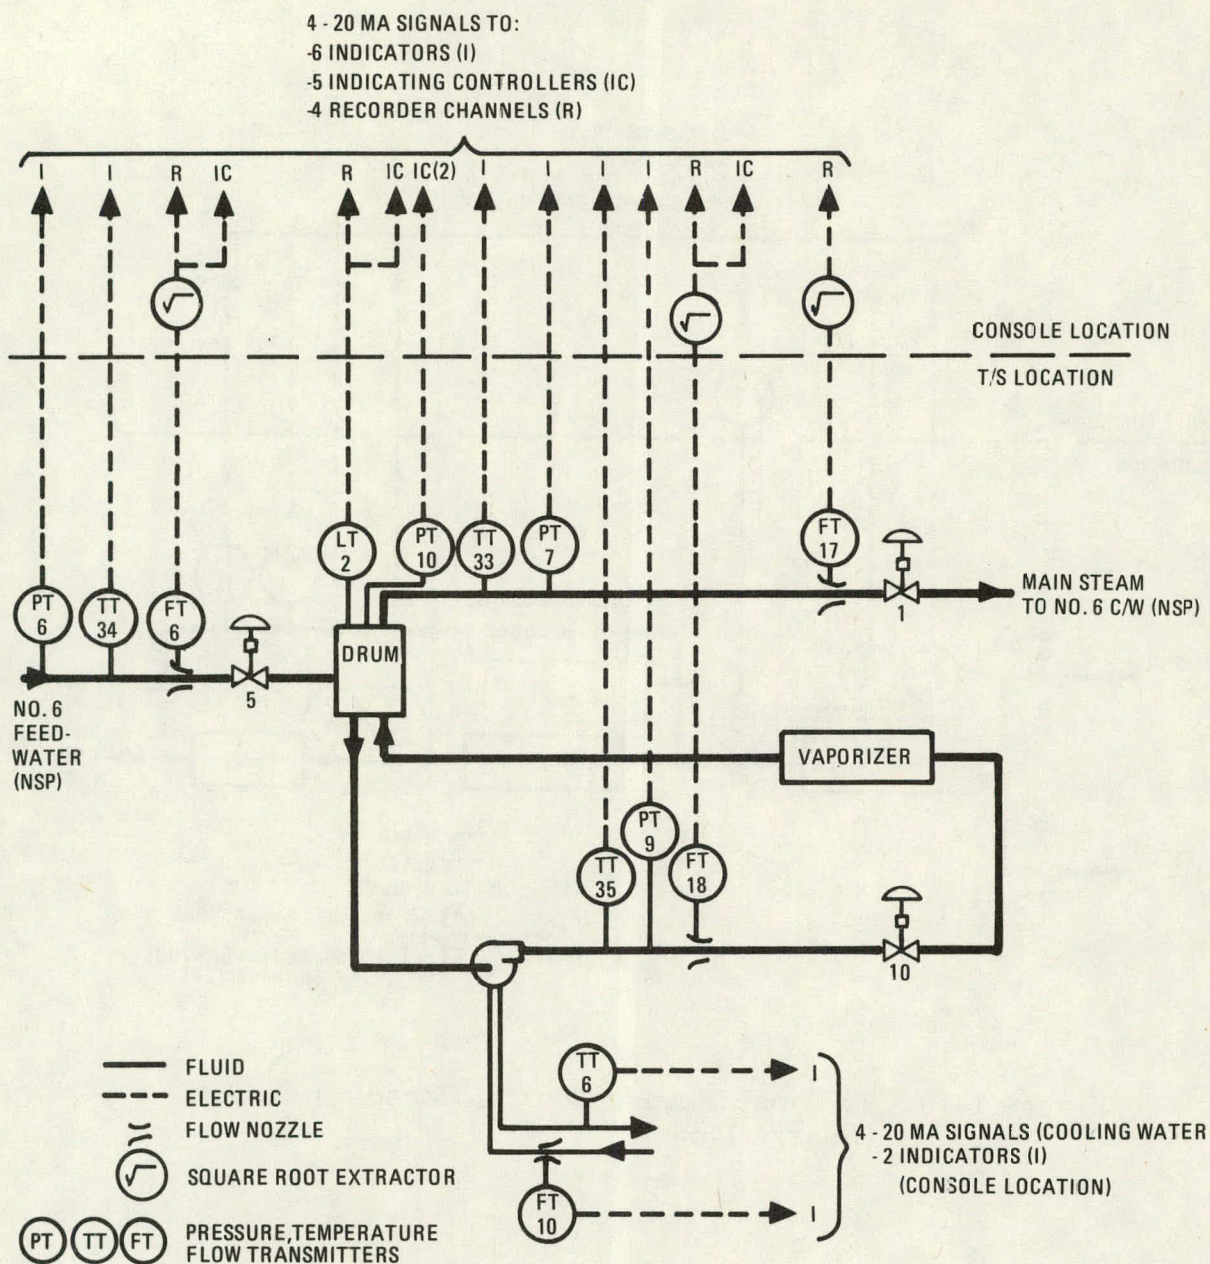 4 - 20 MA SIGNALS TO:
-6 INDICATORS (I)
-5 INDICATING CONTROLLERS (IC)
-4 RECORDER CHANNELS (R)
I I R IC R IC IC(2) I I I I R IC R
√ √ √
CONSOLE LOCATION
T/S LOCATION
LT
2
PT
10
TT
33
PT
7
FT
17
PT
6
TT
34
FT
6
1
MAIN STEAM
TO NO. 6 C/W (NSP)
DRUM
5
NO. 6
FEED-
WATER
(NSP)
VAPORIZER
PT
9
TT
35
FT
18
10
FLUID
ELECTRIC
FLOW NOZZLE
√ SQUARE ROOT EXTRACTOR
PT TT FT PRESSURE,TEMPERATURE
FLOW TRANSMITTERS
TT
6
I
FT
10
I
4 - 20 MA SIGNALS (COOLING WATER
- 2 INDICATORS (I)
(CONSOLE LOCATION)